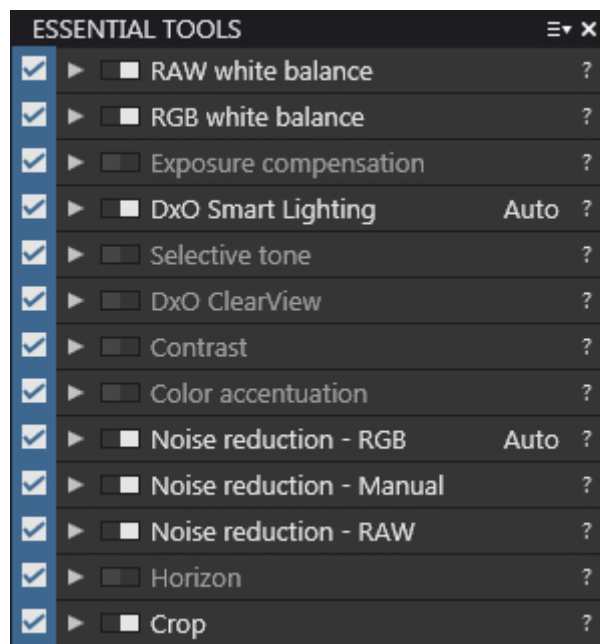 ESSENTIAL TOOLS
RAW white balance ?
RGB white balance ?
Exposure compensation ?
DxO Smart Lighting Auto ?
Selective tone ?
DxO ClearView ?
Contrast ?
Color accentuation ?
Noise reduction - RGB Auto ?
Noise reduction - Manual ?
Noise reduction - RAW ?
Horizon ?
Crop ?